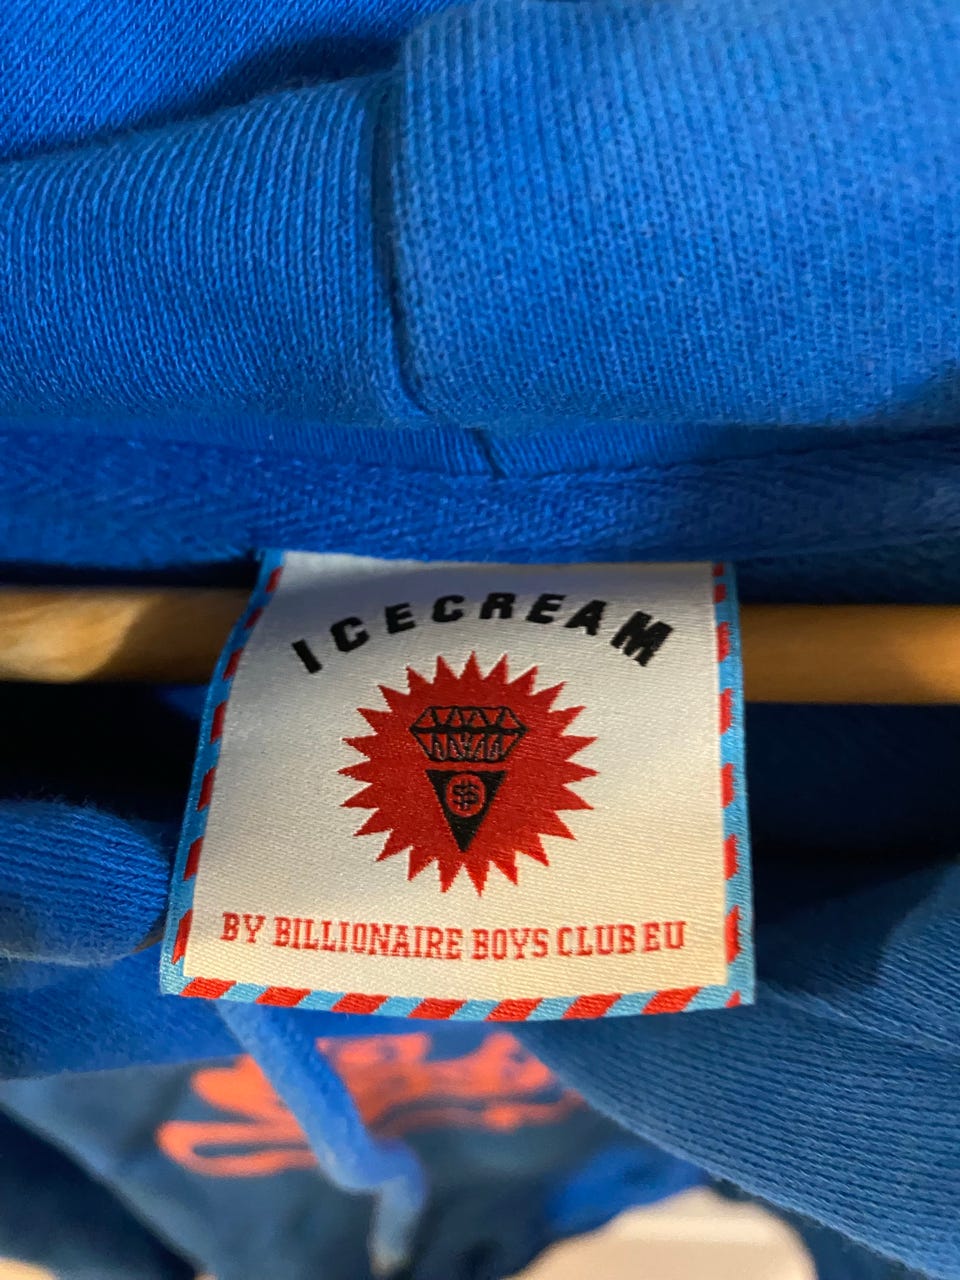 ICECREAM
$
BY BILLIONAIRE BOYS CLUB EU